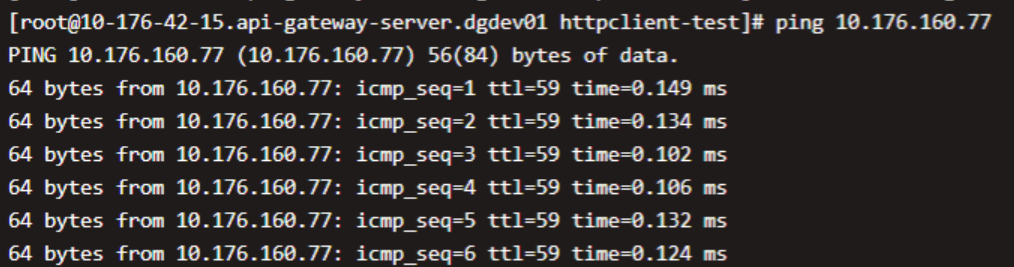 [root@10-176-42-15.api-gateway-server.dgdev01 httpclient-test]# ping 10.176.160.77
PING 10.176.160.77 (10.176.160.77) 56(84) bytes of data.
64 bytes from 10.176.160.77: icmp_seq=1 ttl=59 time=0.149 ms
64 bytes from 10.176.160.77: icmp_seq=2 ttl=59 time=0.134 ms
64 bytes from 10.176.160.77: icmp_seq=3 ttl=59 time=0.102 ms
64 bytes from 10.176.160.77: icmp_seq=4 ttl=59 time=0.106 ms
64 bytes from 10.176.160.77: icmp_seq=5 ttl=59 time=0.132 ms
64 bytes from 10.176.160.77: icmp_seq=6 ttl=59 time=0.124 ms